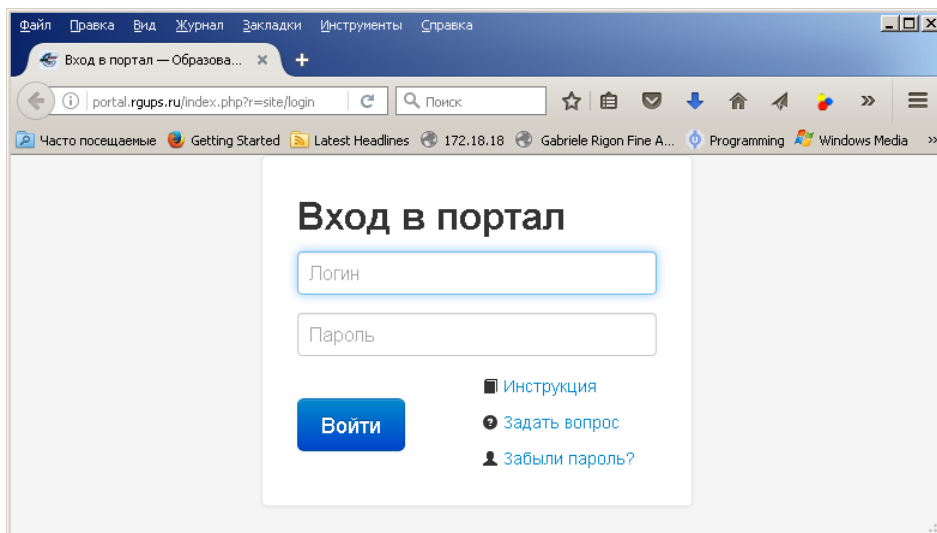 Файл Правка Вид Журнал Закладки Инструменты Справка
Вход в портал — Образова...
portal.rgups.ru/index.php?r=site/login Поиск
Часто посещаемые Getting Started Latest Headlines 172.18.18 Gabriele Rigon Fine A... Programming Windows Media
Вход в портал
Логин
Пароль
Инструкция
Войти Задать вопрос
Забыли пароль?